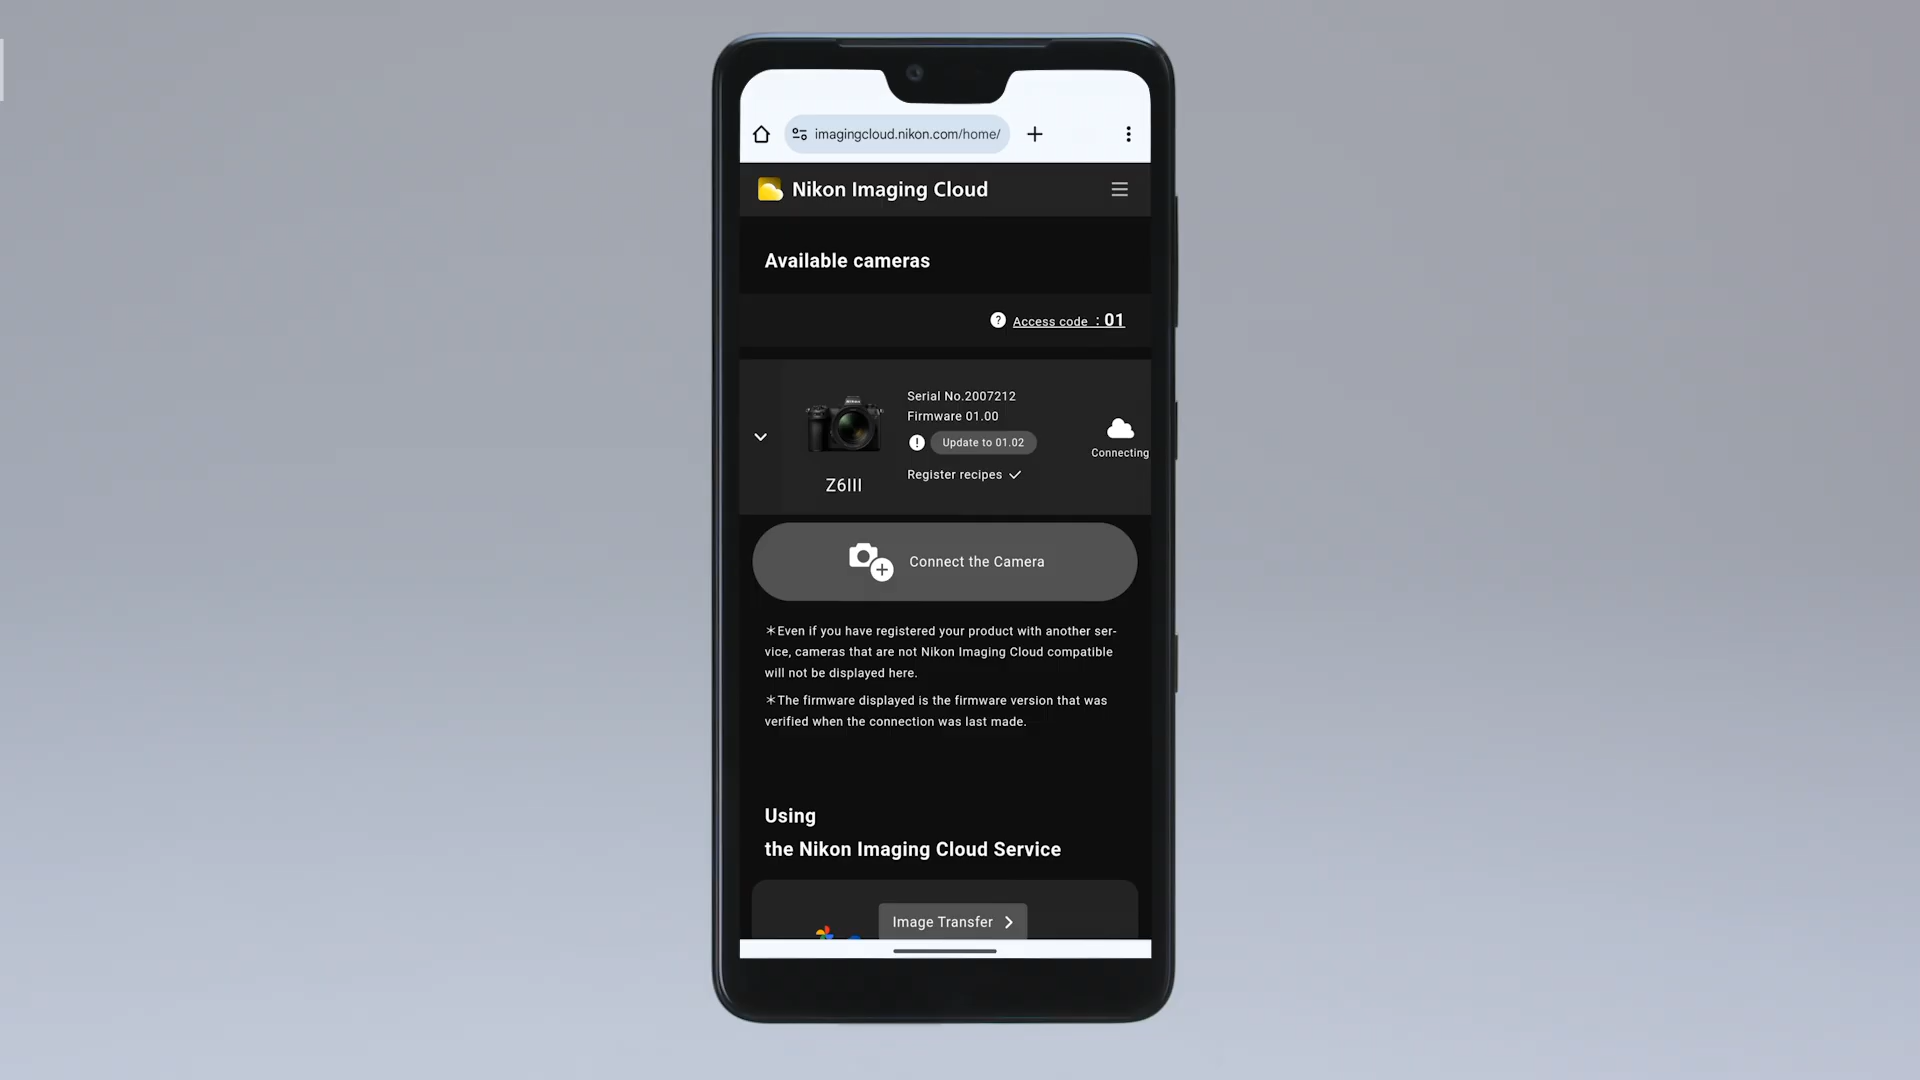 imagingcloud.nikon.com/home/
Nikon Imaging Cloud
Available cameras
? Access code : 01
Serial No.2007212
Firmware 01.00
! Update to 01.02
Connecting
Register recipes
Z6III
Connect the Camera
*Even if you have registered your product with another ser-
vice, cameras that are not Nikon Imaging Cloud compatible
will not be displayed here.
*The firmware displayed is the firmware version that was
verified when the connection was last made.
Using
the Nikon Imaging Cloud Service
Image Transfer